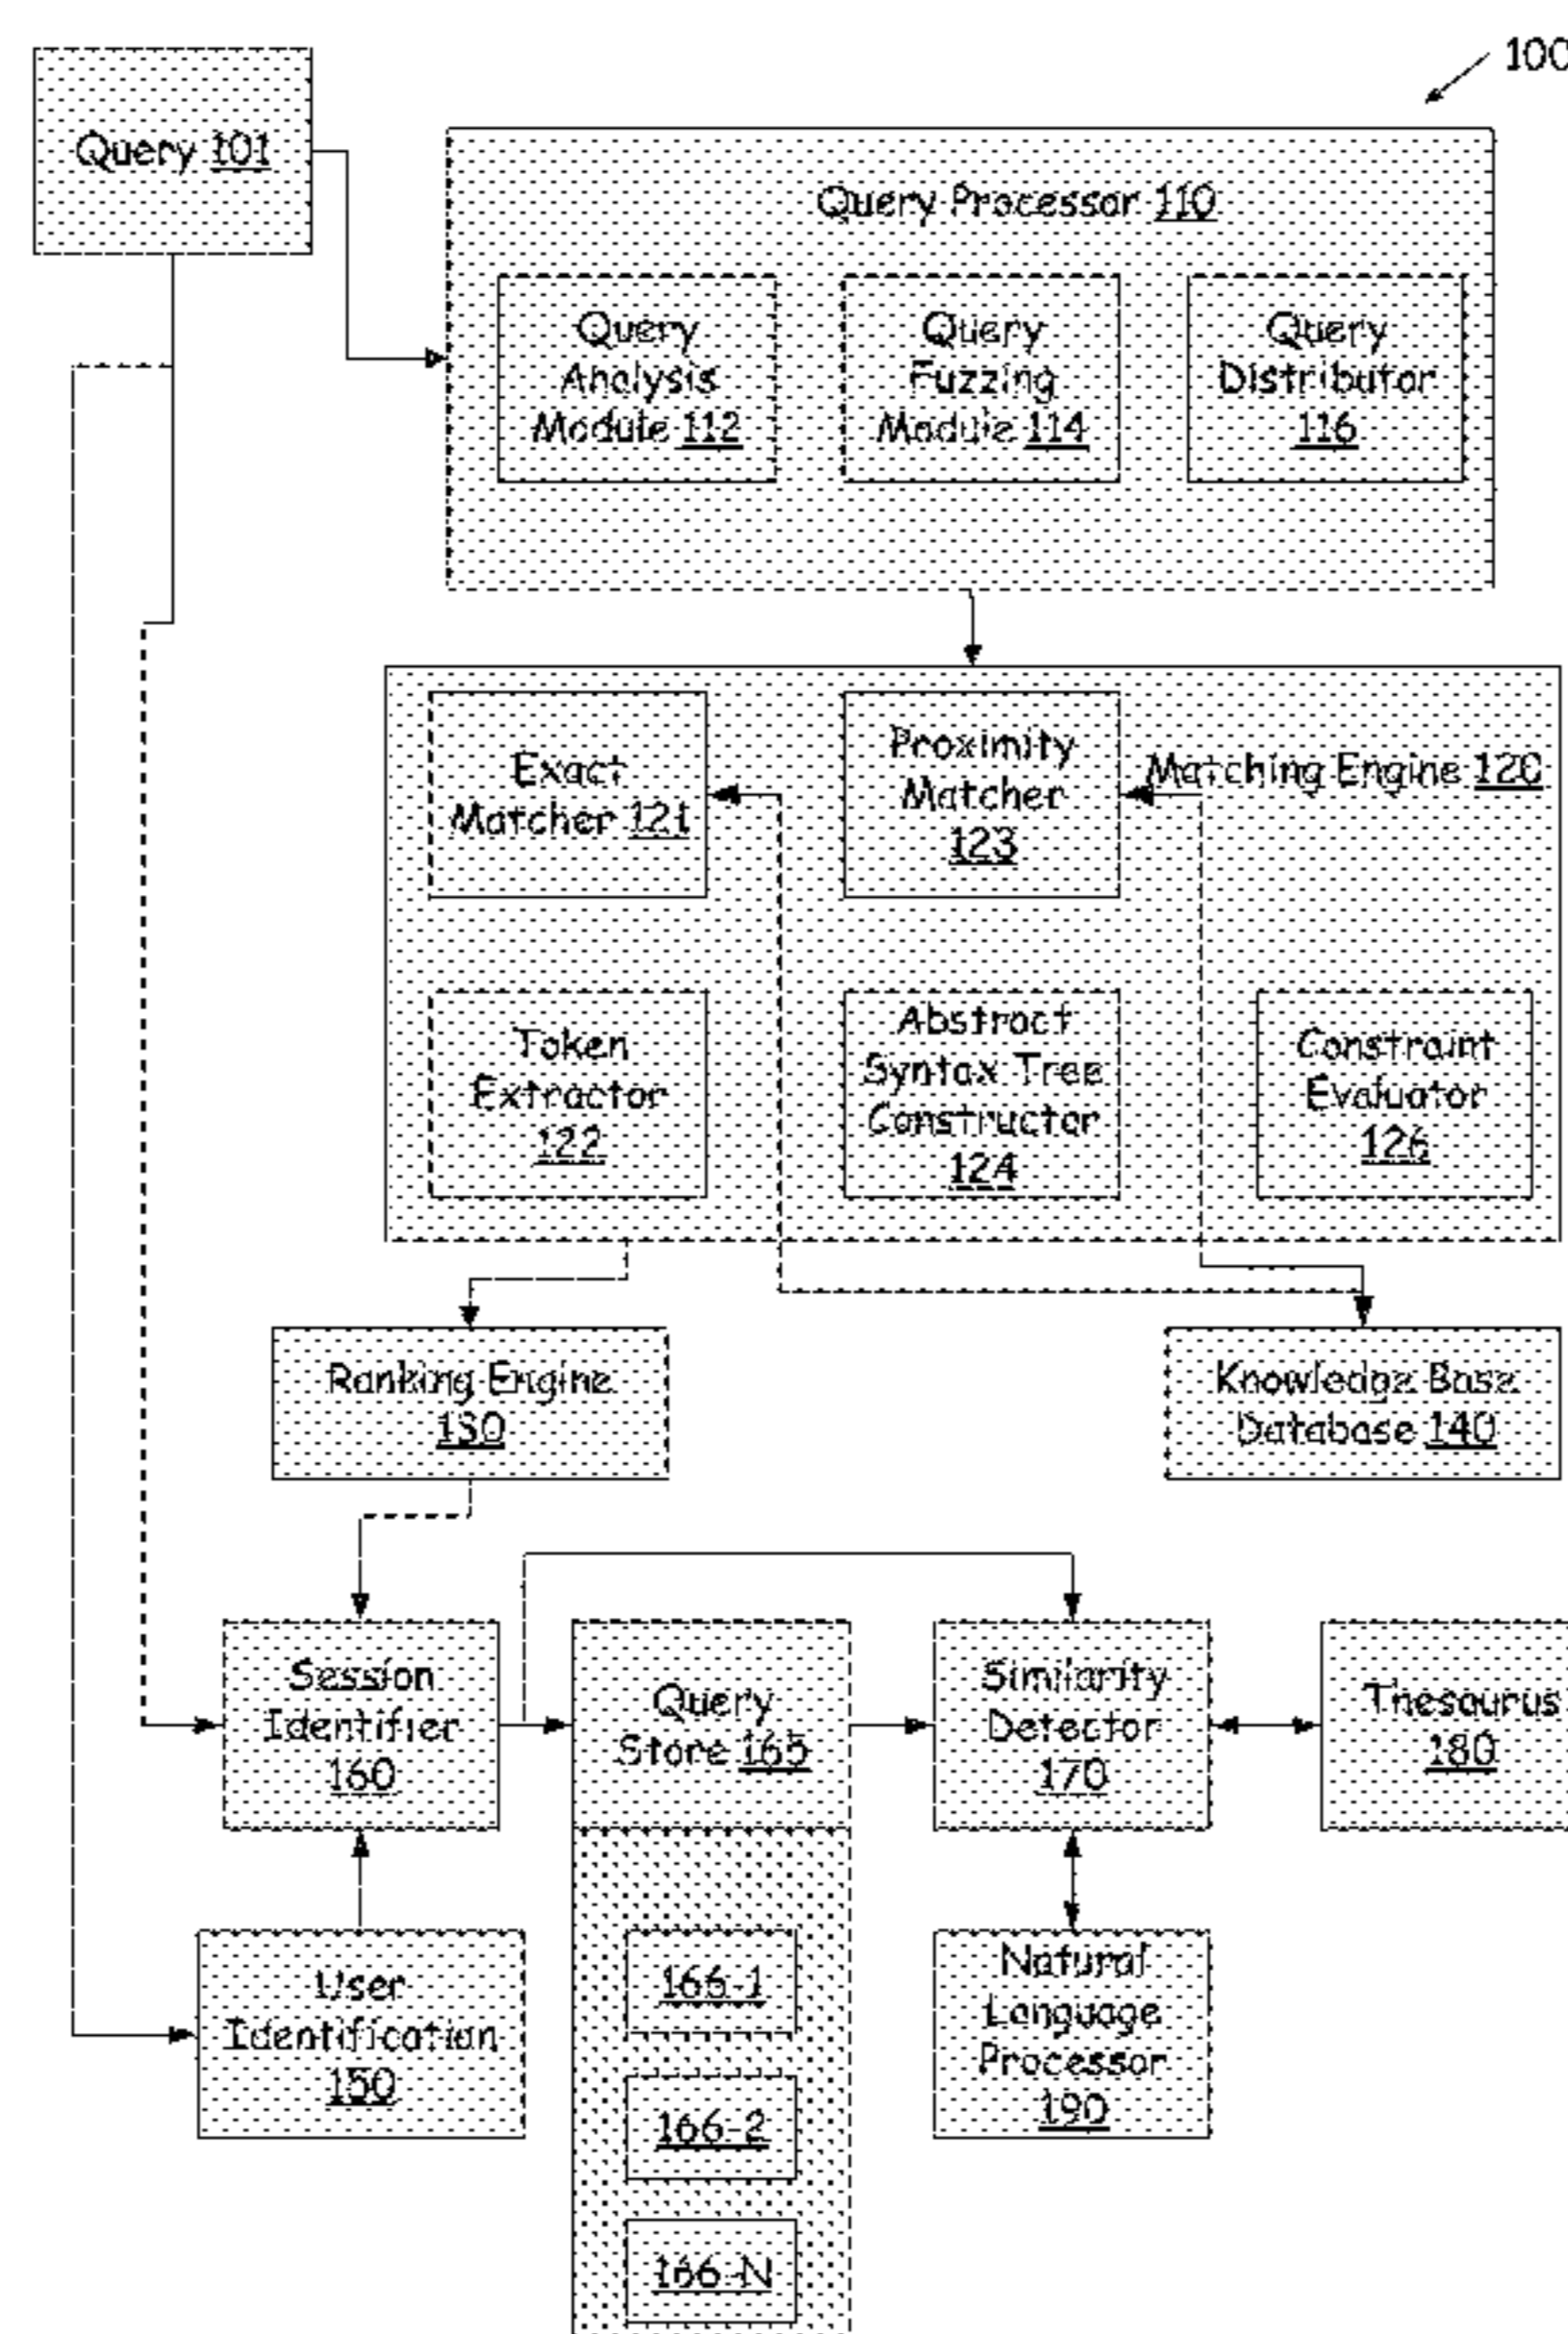 100
Query 101
Query Processor 110
Query
Analysis
Module 112
Query
Fuzzing
Module 114
Query
Distributor
116
Exact
Matcher 121
Proximity
Matcher
123
Matching Engine 120
Token
Extractor
122
Abstract
Syntax Tree
Constructor
124
Constraint
Evaluator
126
Ranking Engine
130
Knowledge Base
Database 140
Session
Identifier
160
Query
Store 165
Similarity
Detector
170
Thesaurus
180
User
Identification
150
166-1
166-2
166-N
Natural
Language
Processor
190